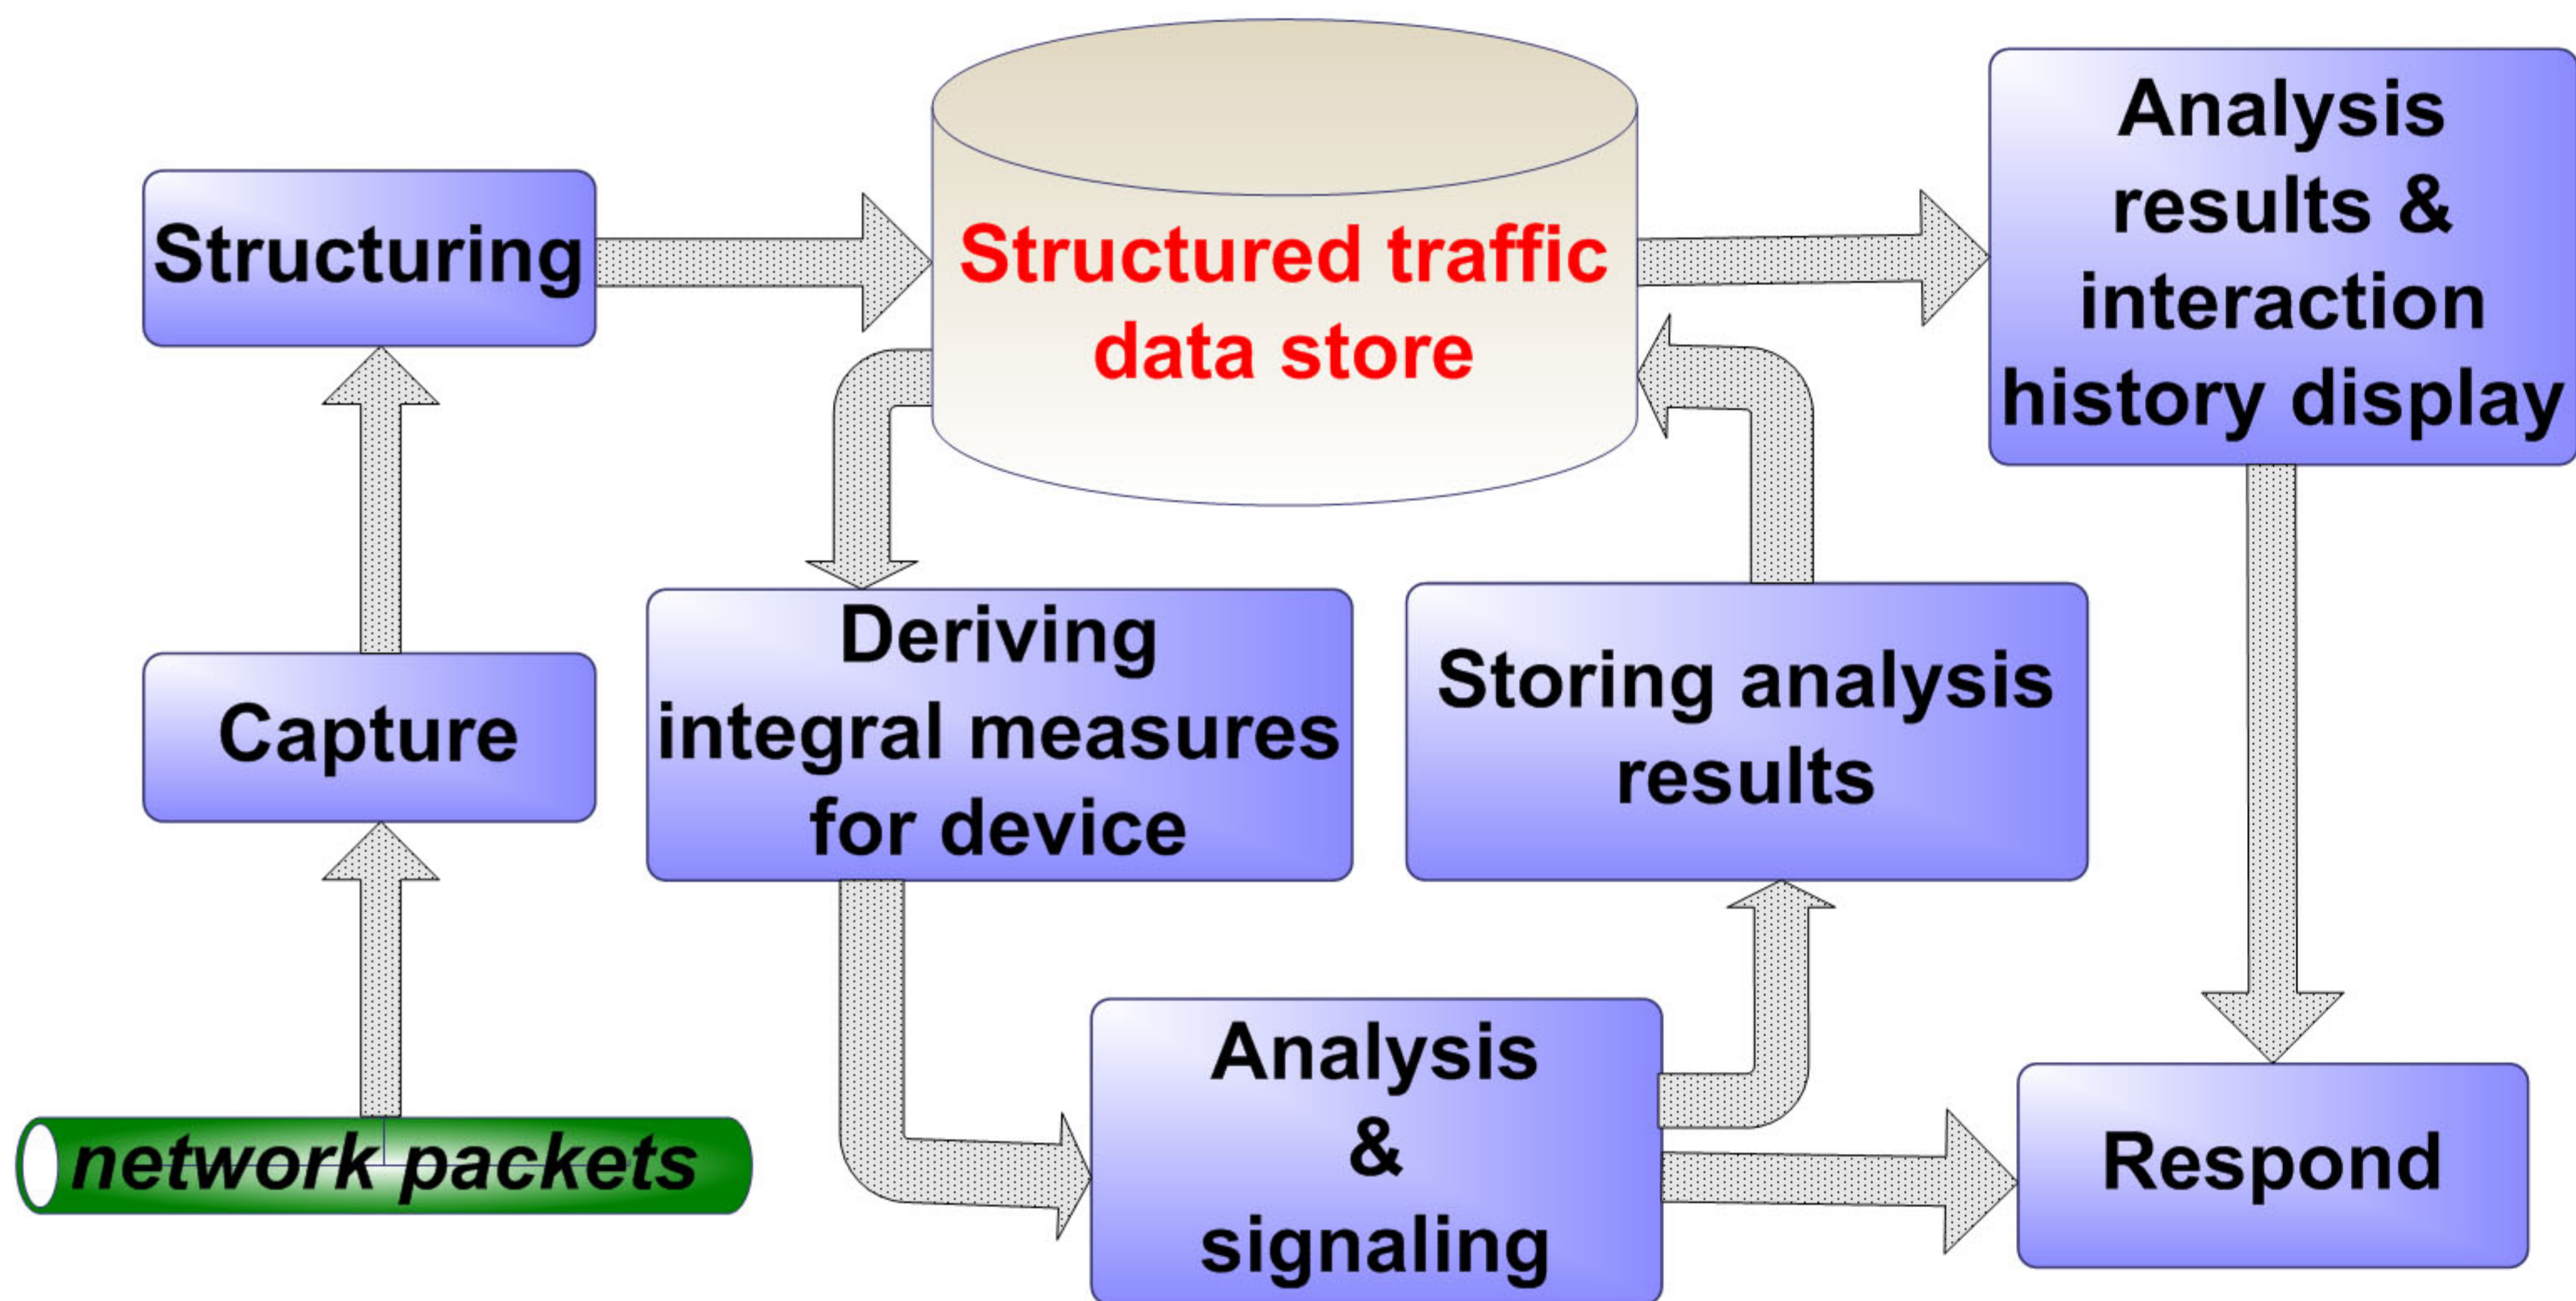 Structuring
Structured traffic
data store
Analysis
results &
interaction
history display
Capture
Deriving
integral measures
for device
Storing analysis
results
network packets
Analysis
&
signaling
Respond